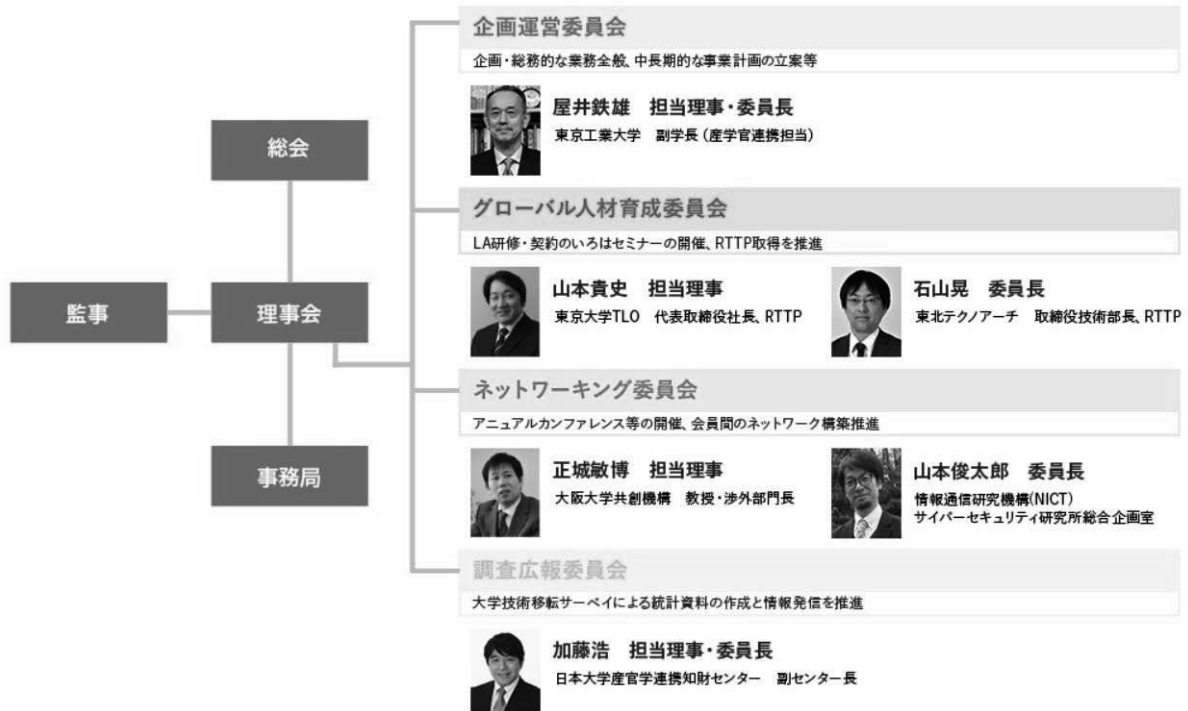 総会
監事
理事会
事務局
企画運営委員会
企画・総務的な業務全般、中長期的な事業計画の立案等
屋井鉄雄　担当理事・委員長
東京工業大学　副学長（産学官連携担当）
グローバル人材育成委員会
LA研修・契約のいろはセミナーの開催、RTTP取得を推進
山本貴史　担当理事
東京大学TLO　代表取締役社長、RTTP
石山晃　委員長
東北テクノアーチ　取締役技術部長、RTTP
ネットワーキング委員会
アニュアルカンファレンス等の開催、会員間のネットワーク構築推進
正城敏博　担当理事
大阪大学共創機構　教授・渉外部門長
山本俊太郎　委員長
情報通信研究機構(NICT)
サイバーセキュリティ研究所総合企画室
調査広報委員会
大学技術移転サーベイによる統計資料の作成と情報発信を推進
加藤浩　担当理事・委員長
日本大学産官学連携知財センター　副センター長